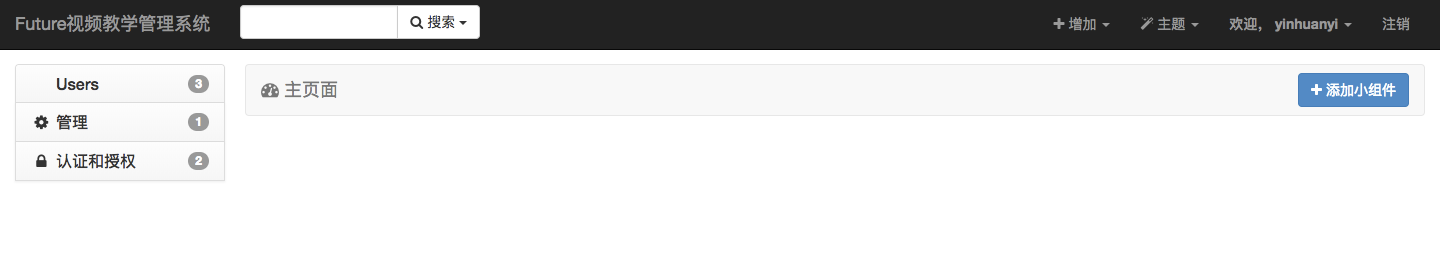 Future视频教学管理系统 搜索 增加 主题 欢迎， yinhuanyi 注销
Users 3
管理 1
认证和授权 2
主页面 添加小组件